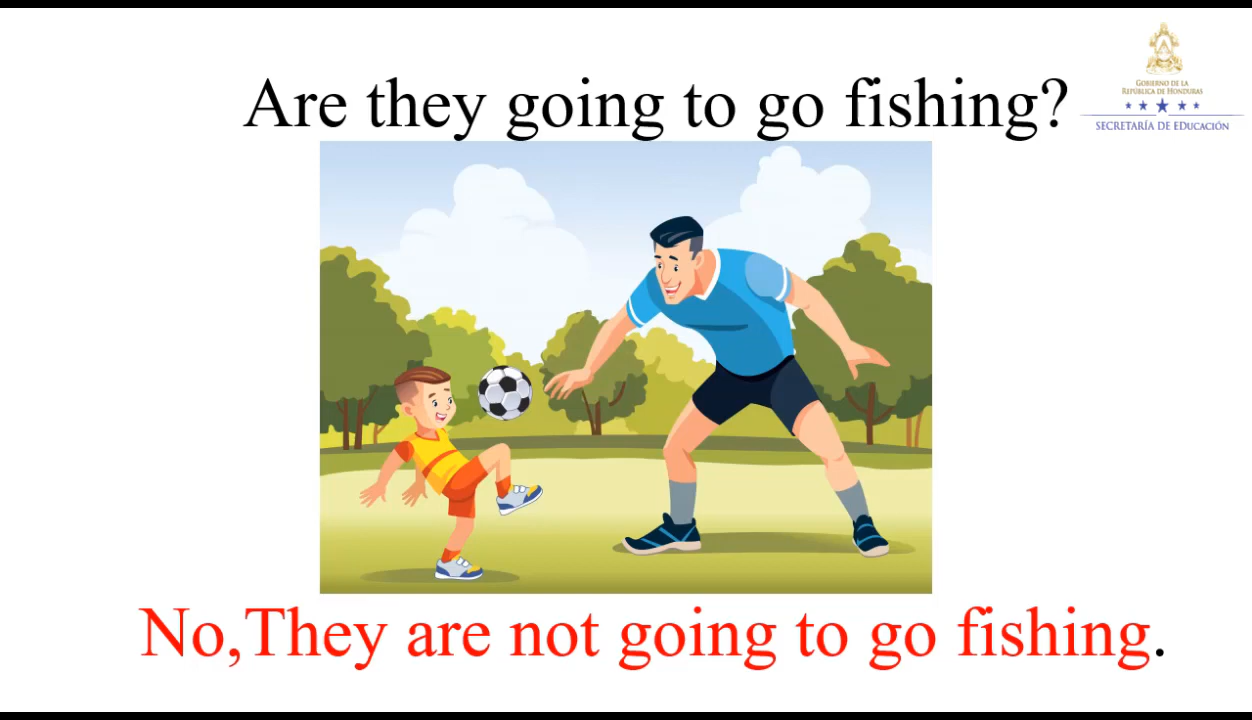 Are they going to go fishing?
GOBIERNO DE LA
REPÚBLICA DE HONDURAS
SECRETARÍA DE EDUCACIÓN
No,They are not going to go fishing.